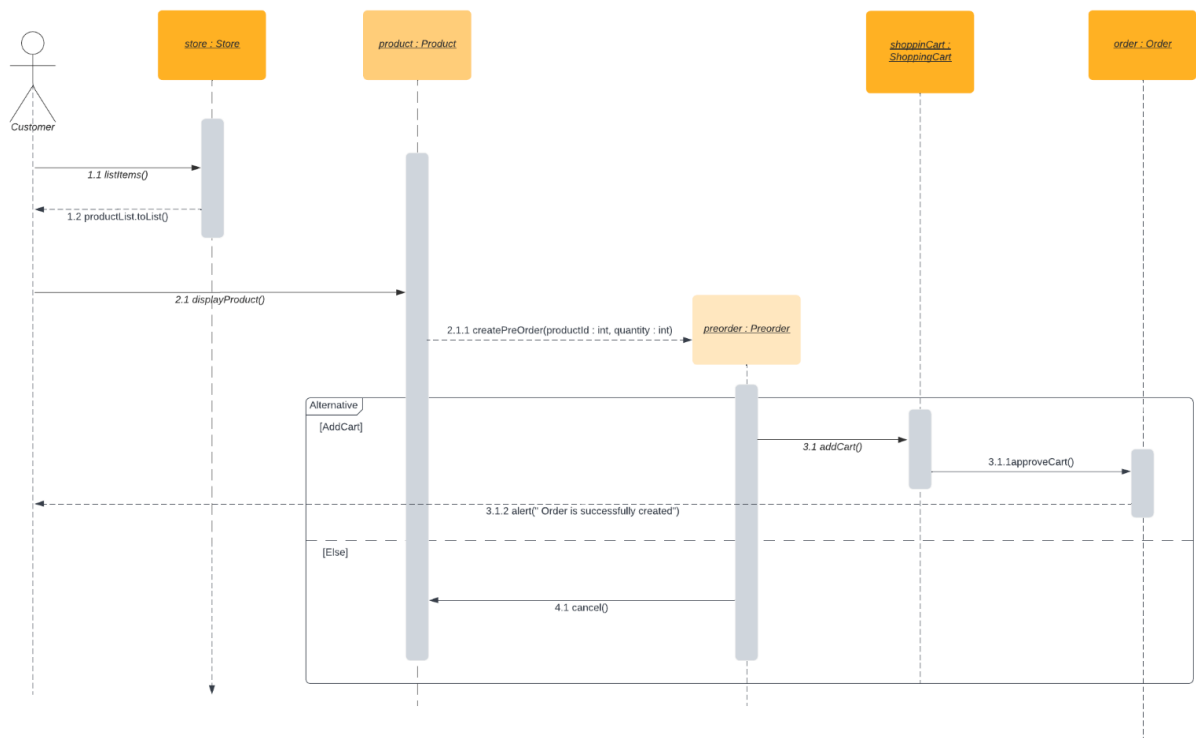 store : Store
product : Product
shoppinCart :
ShoppingCart
order : Order
Customer
1.1 listItems()
1.2 productList.toList()
2.1 displayProduct()
2.1.1 createPreOrder(productId : int, quantity : int)
preorder : Preorder
Alternative
[AddCart]
3.1 addCart()
3.1.1approveCart()
3.1.2 alert(" Order is successfully created")
[Else]
4.1 cancel()